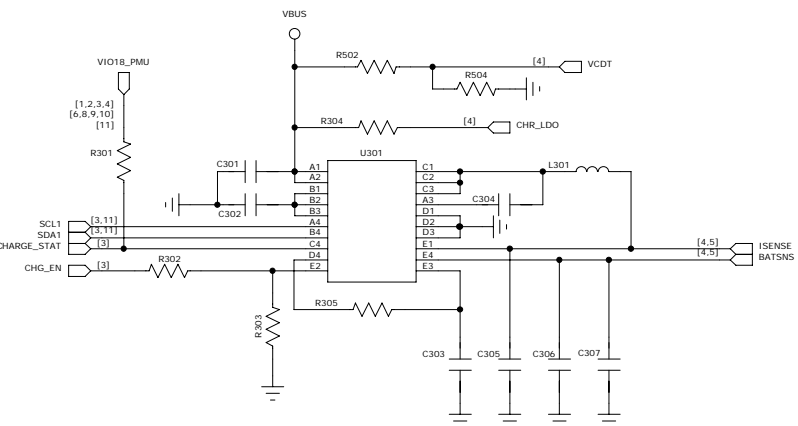 VBUS
R502
[4]
VCDT
R504
VIO18_PMU
[1,2,3,4]
[6,8,9,10]
[11]
R304
[4]
CHR_LDO
R301
U301
C301
A1
C1
L301
A2
C2
B1
C3
C302
B2
A3
C304
B3
D1
SCL1
[3,11]
A4
D2
SDA1
[3,11]
B4
D3
CHARGE_STAT
[3]
C4
E1
[4,5]
ISENSE
D4
E4
[4,5]
BATSNS
CHG_EN
[3]
R302
E2
E3
R305
R303
C303
C305
C306
C307